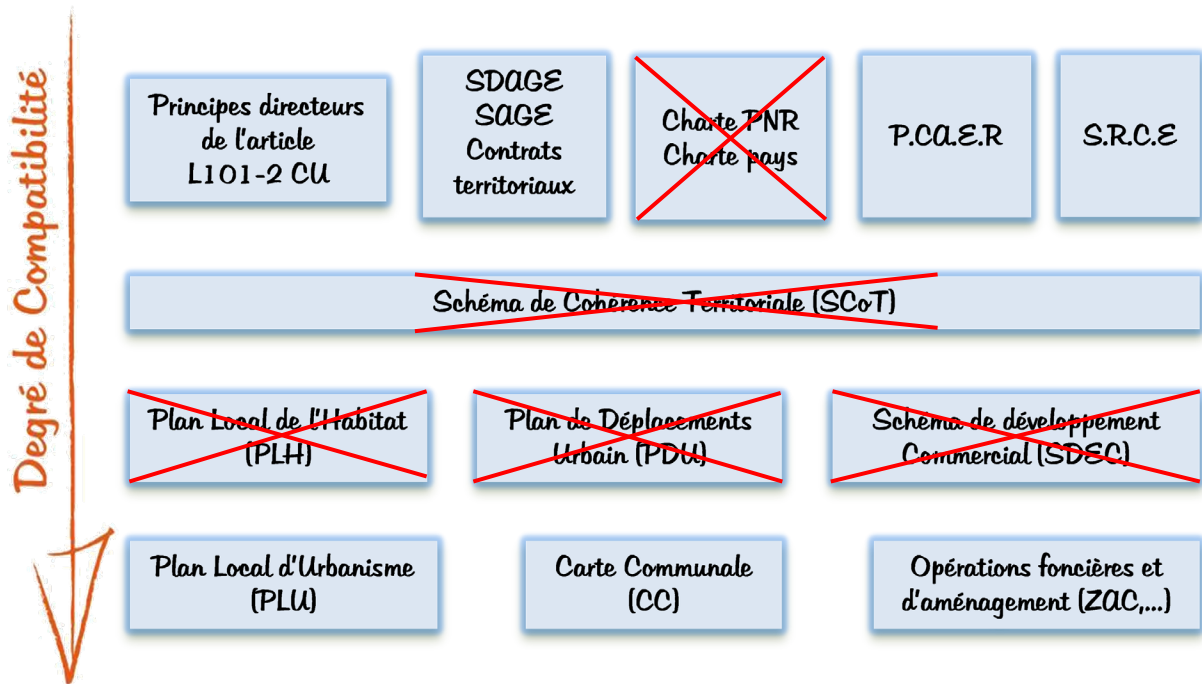 Degré de Compatibilité
Principes directeurs
de l'article
L101-2 CU
SDAGE
SAGE
Contrats
territoriaux
Charte PNR
Charte pays
P.C.A.E.R
S.R.C.E
Schéma de Cohérence Territoriale (SCoT)
Plan Local de l'Habitat
(PLH)
Plan de Déplacements
Urbain (PDU)
Schéma de développement
Commercial (SDEC)
Plan Local d'Urbanisme
(PLU)
Carte Communale
(CC)
Opérations foncières et
d'aménagement (ZAC,...)